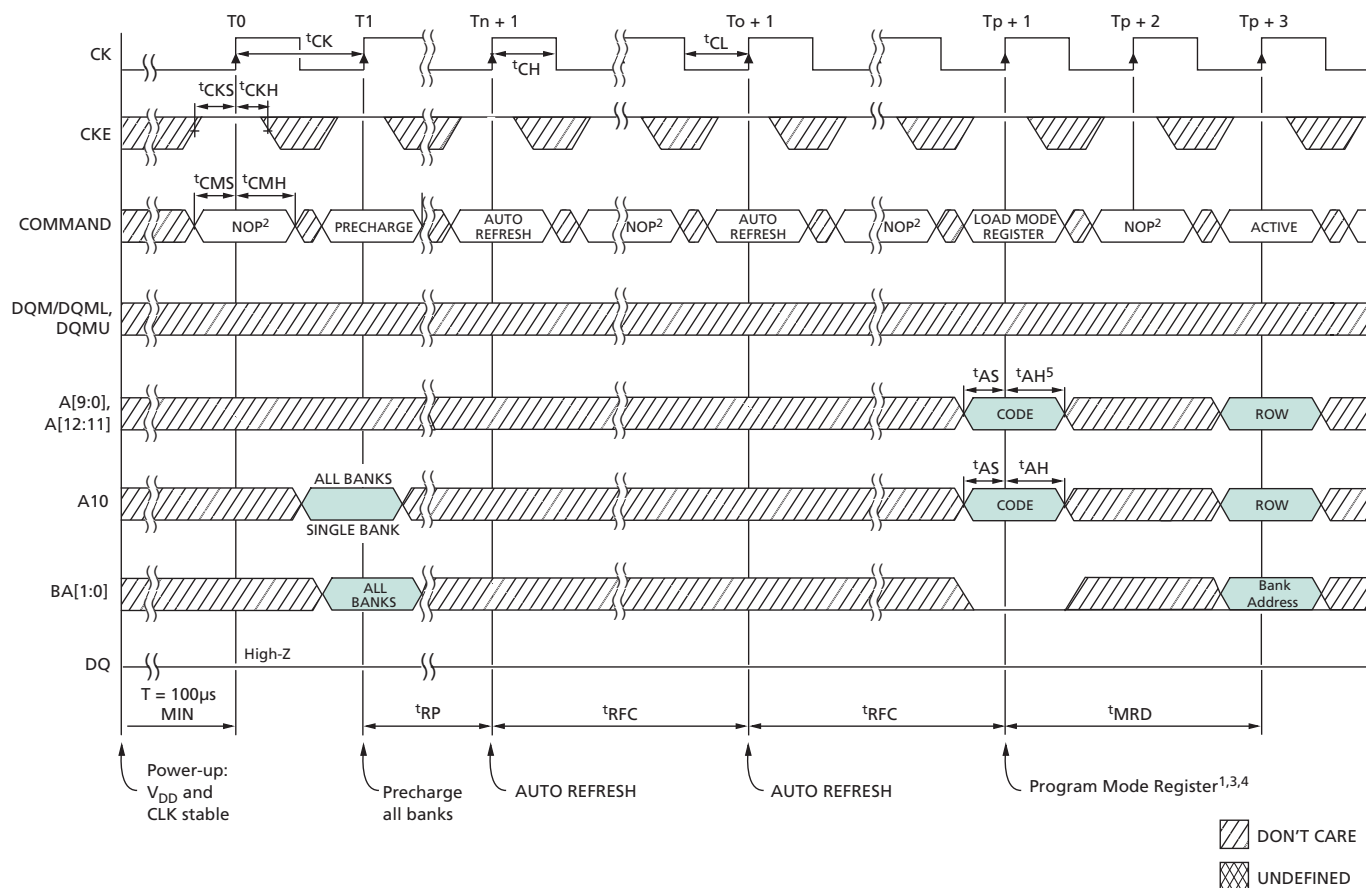 T0 T1 Tn + 1 To + 1 Tp + 1 Tp + 2 Tp + 3
CK
tCK
tCH
tCL
tCKS tCKH
CKE
tCMS tCMH
COMMAND
NOP2
PRECHARGE
AUTO
REFRESH
NOP2
AUTO
REFRESH
NOP2
LOAD MODE
REGISTER
NOP2
ACTIVE
DQM/DQML,
DQMU
tAS tAH5
A[9:0],
A[12:11]
CODE
ROW
ALL BANKS
tAS tAH
A10
CODE
ROW
SINGLE BANK
BA[1:0]
ALL
BANKS
Bank
Address
High-Z
DQ
T = 100µs
MIN
tRP
tRFC
tRFC
tMRD
Power-up:
VDD and
CLK stable
Precharge
all banks
AUTO REFRESH
AUTO REFRESH
Program Mode Register1,3,4
DON'T CARE
UNDEFINED